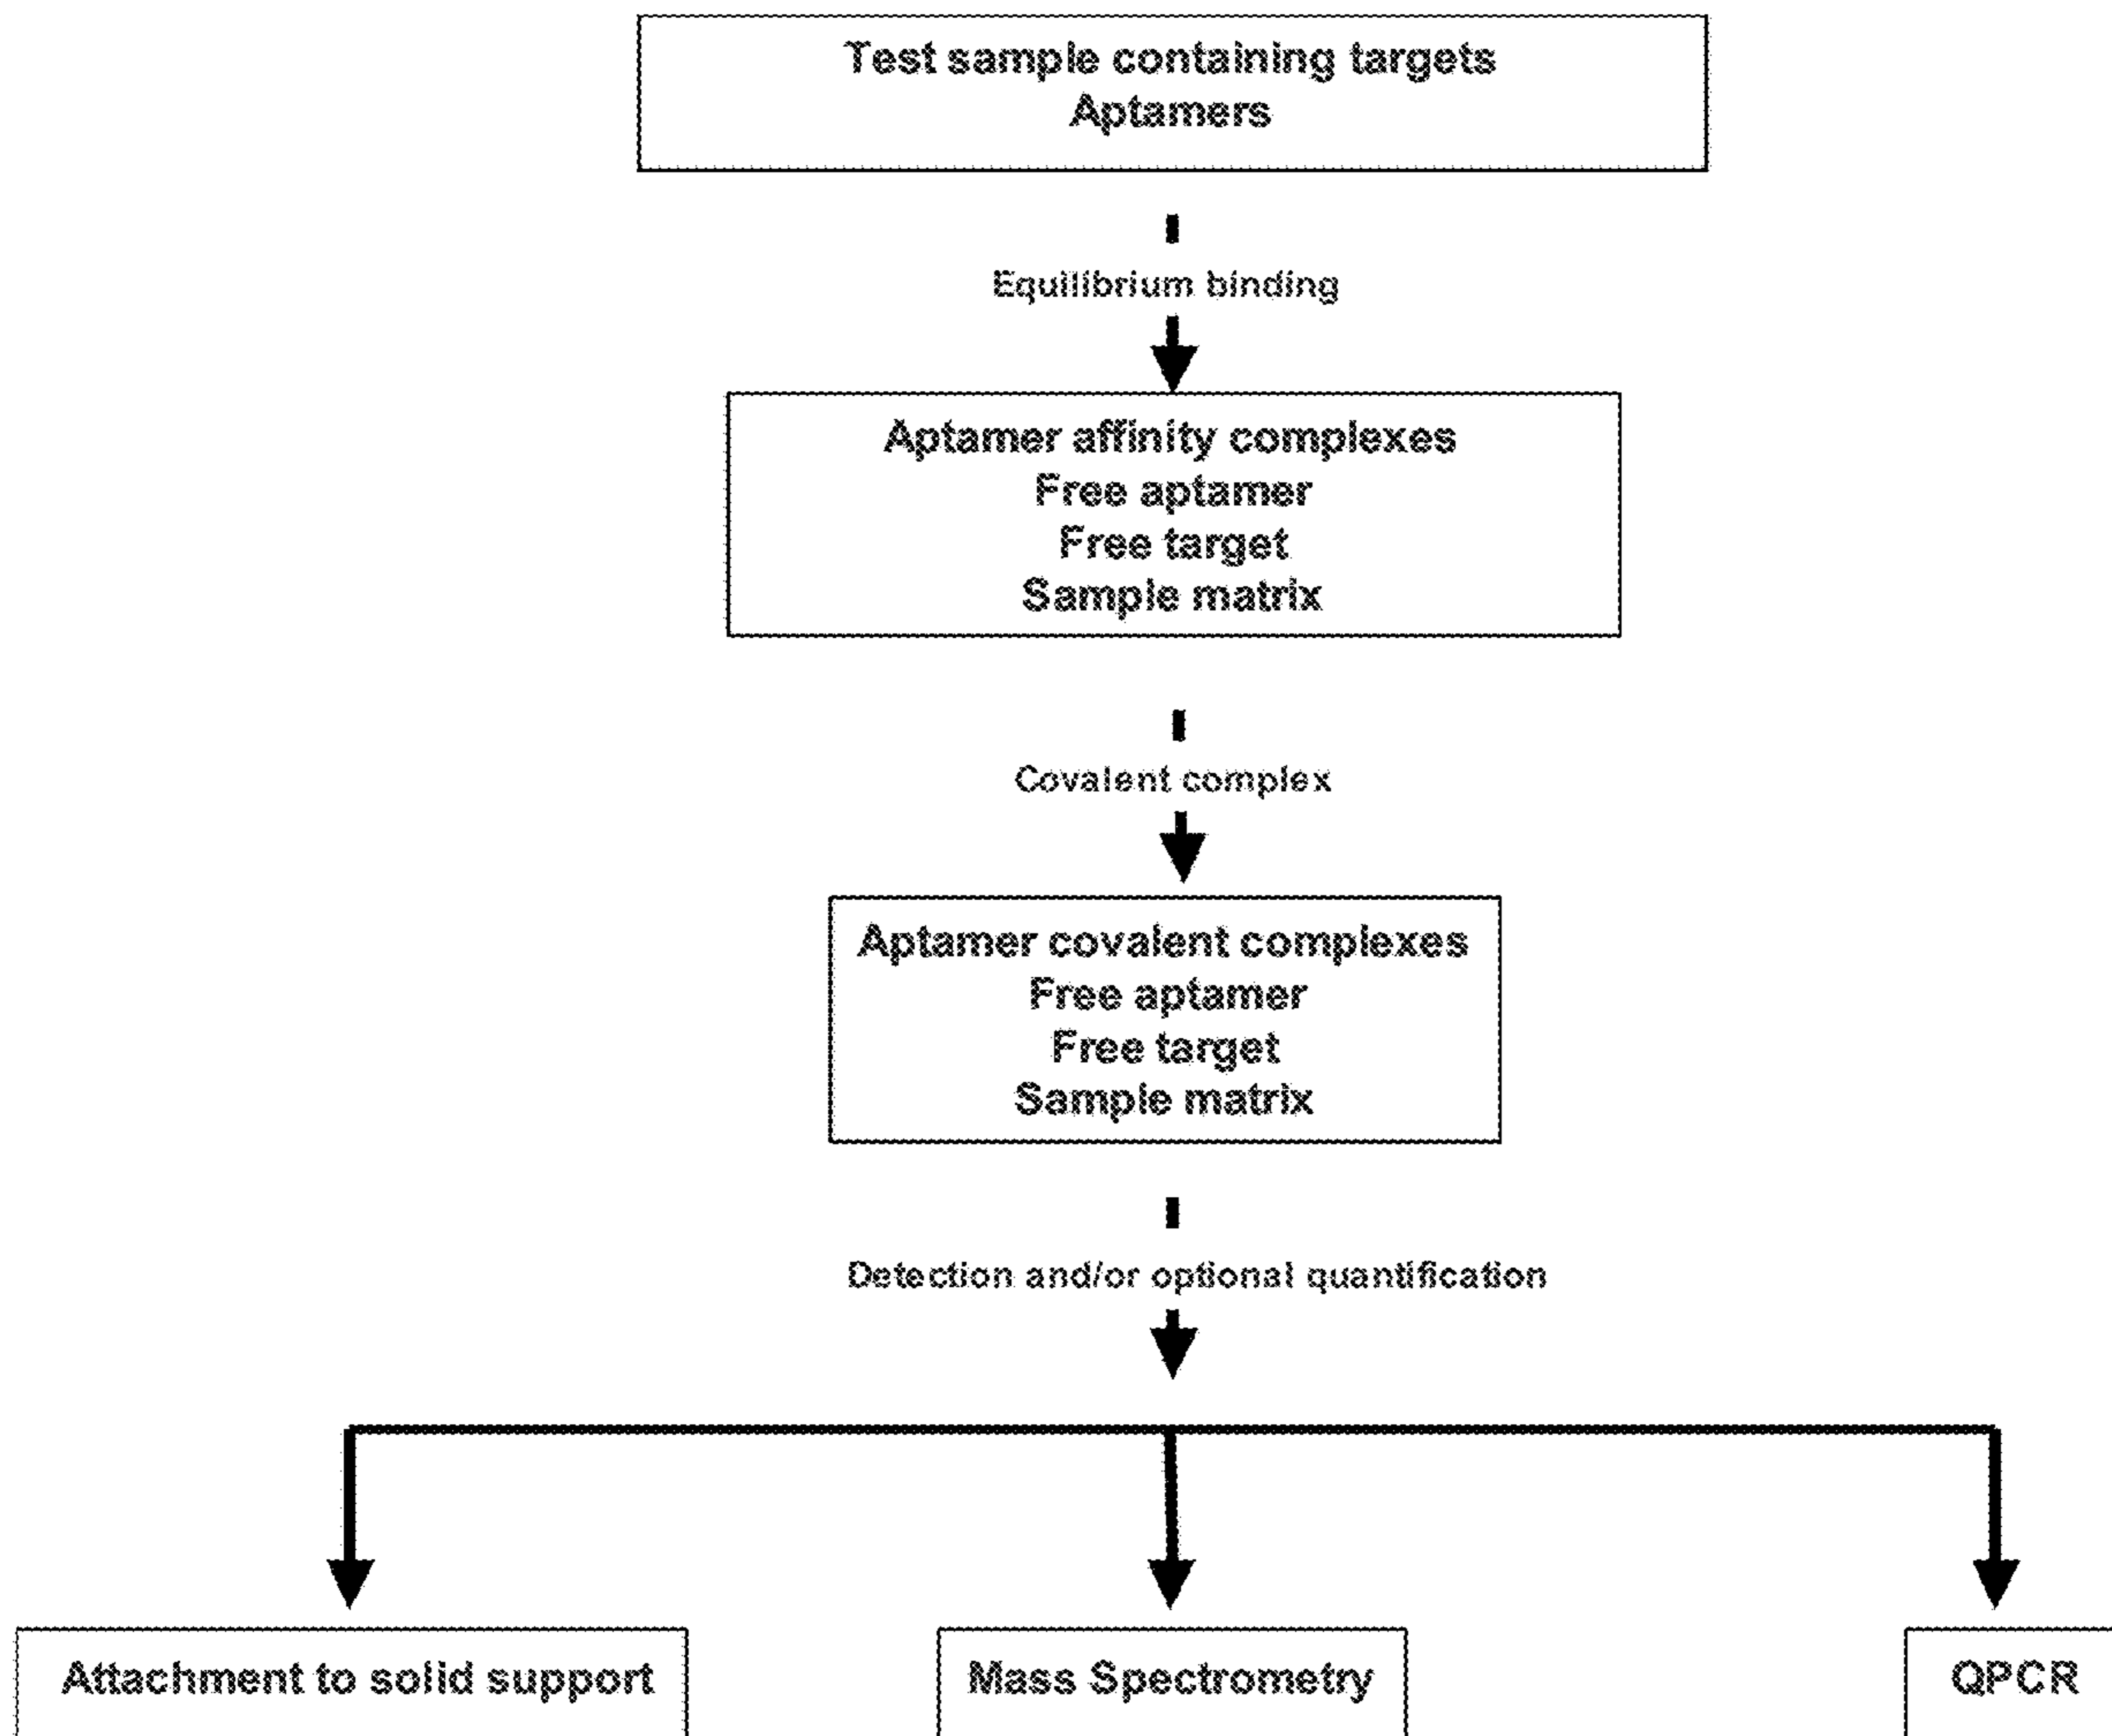 Test sample containing targets
Aptamers
Equilibrium binding
Aptamer affinity complexes
Free aptamer
Free target
Sample matrix
Covalent complex
Aptamer covalent complexes
Free aptamer
Free target
Sample matrix
Detection and/or optional quantification
Attachment to solid support
Mass Spectrometry
QPCR